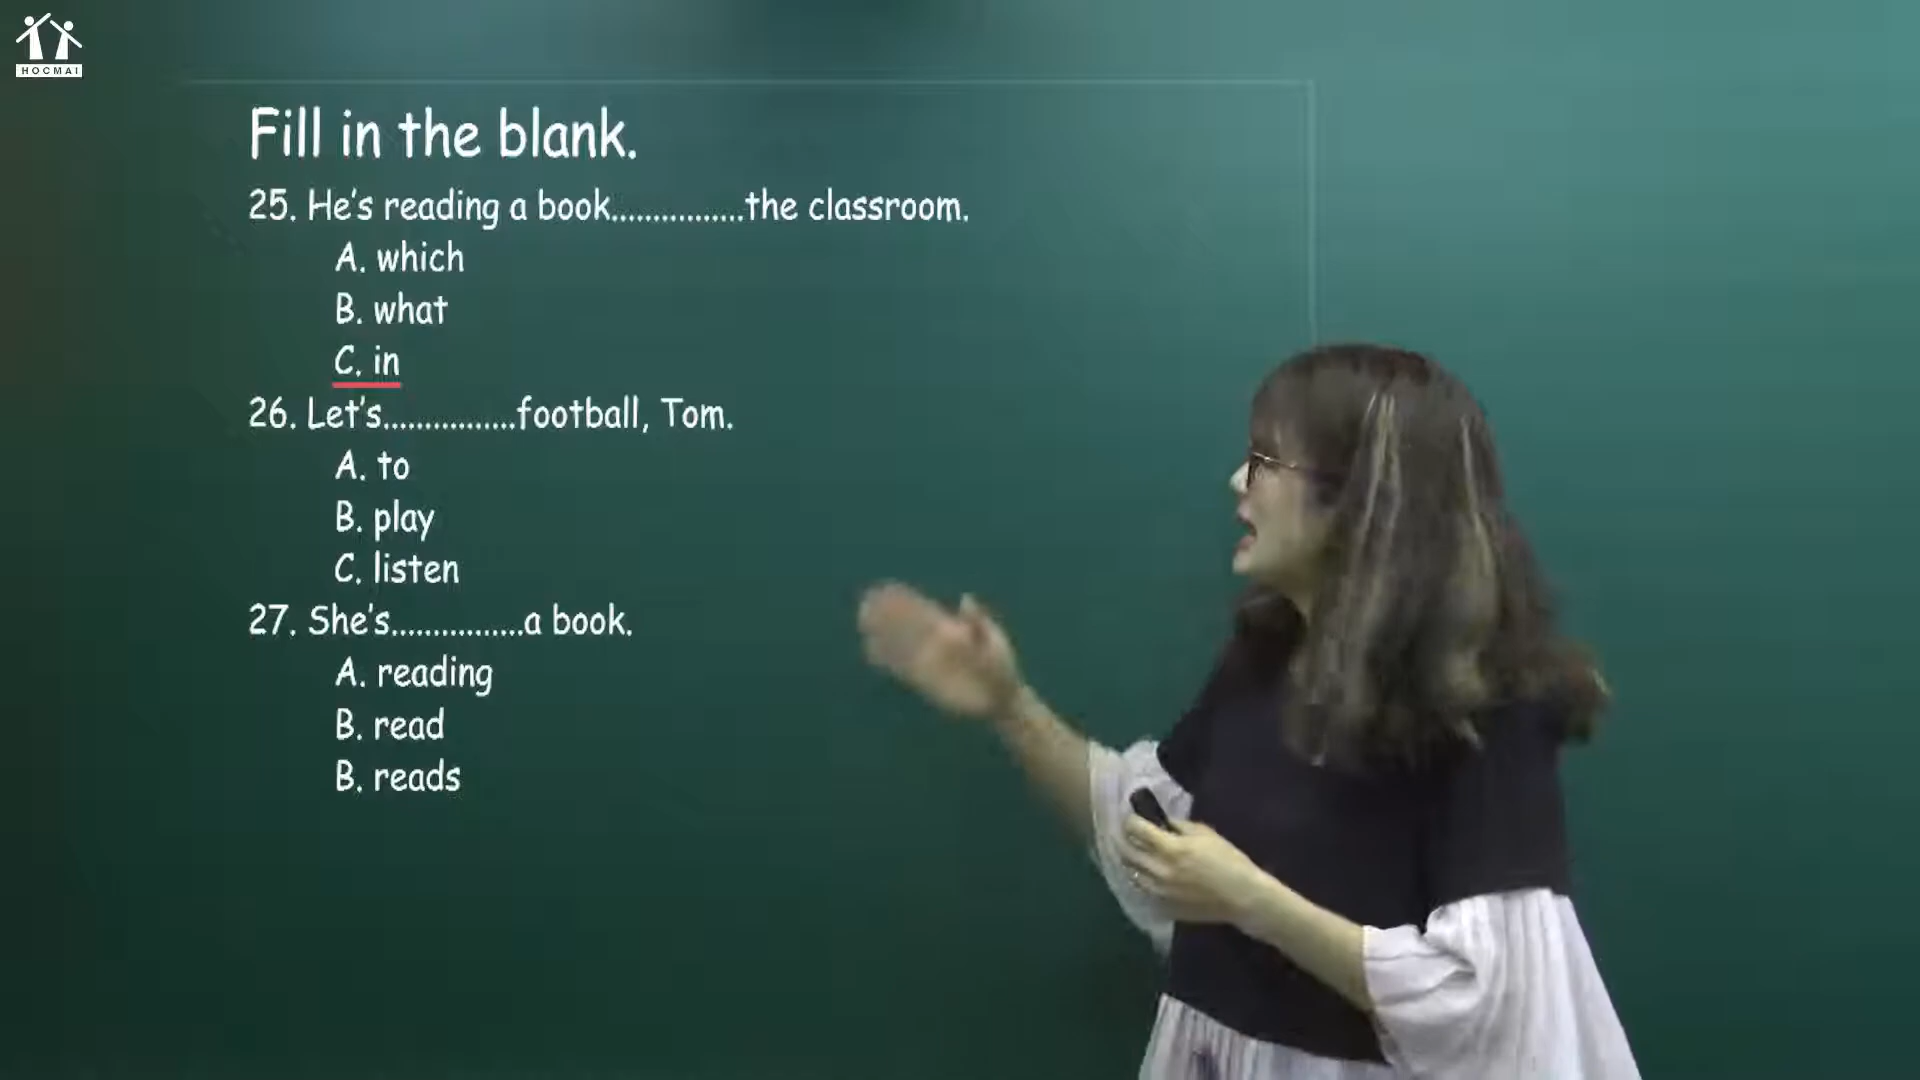 HOCMAI
Fill in the blank.
25. He's reading a book................the classroom.
A. which
B. what
C. in
26. Let's................football, Tom.
A. to
B. play
C. listen
27. She's................a book.
A. reading
B. read
B. reads